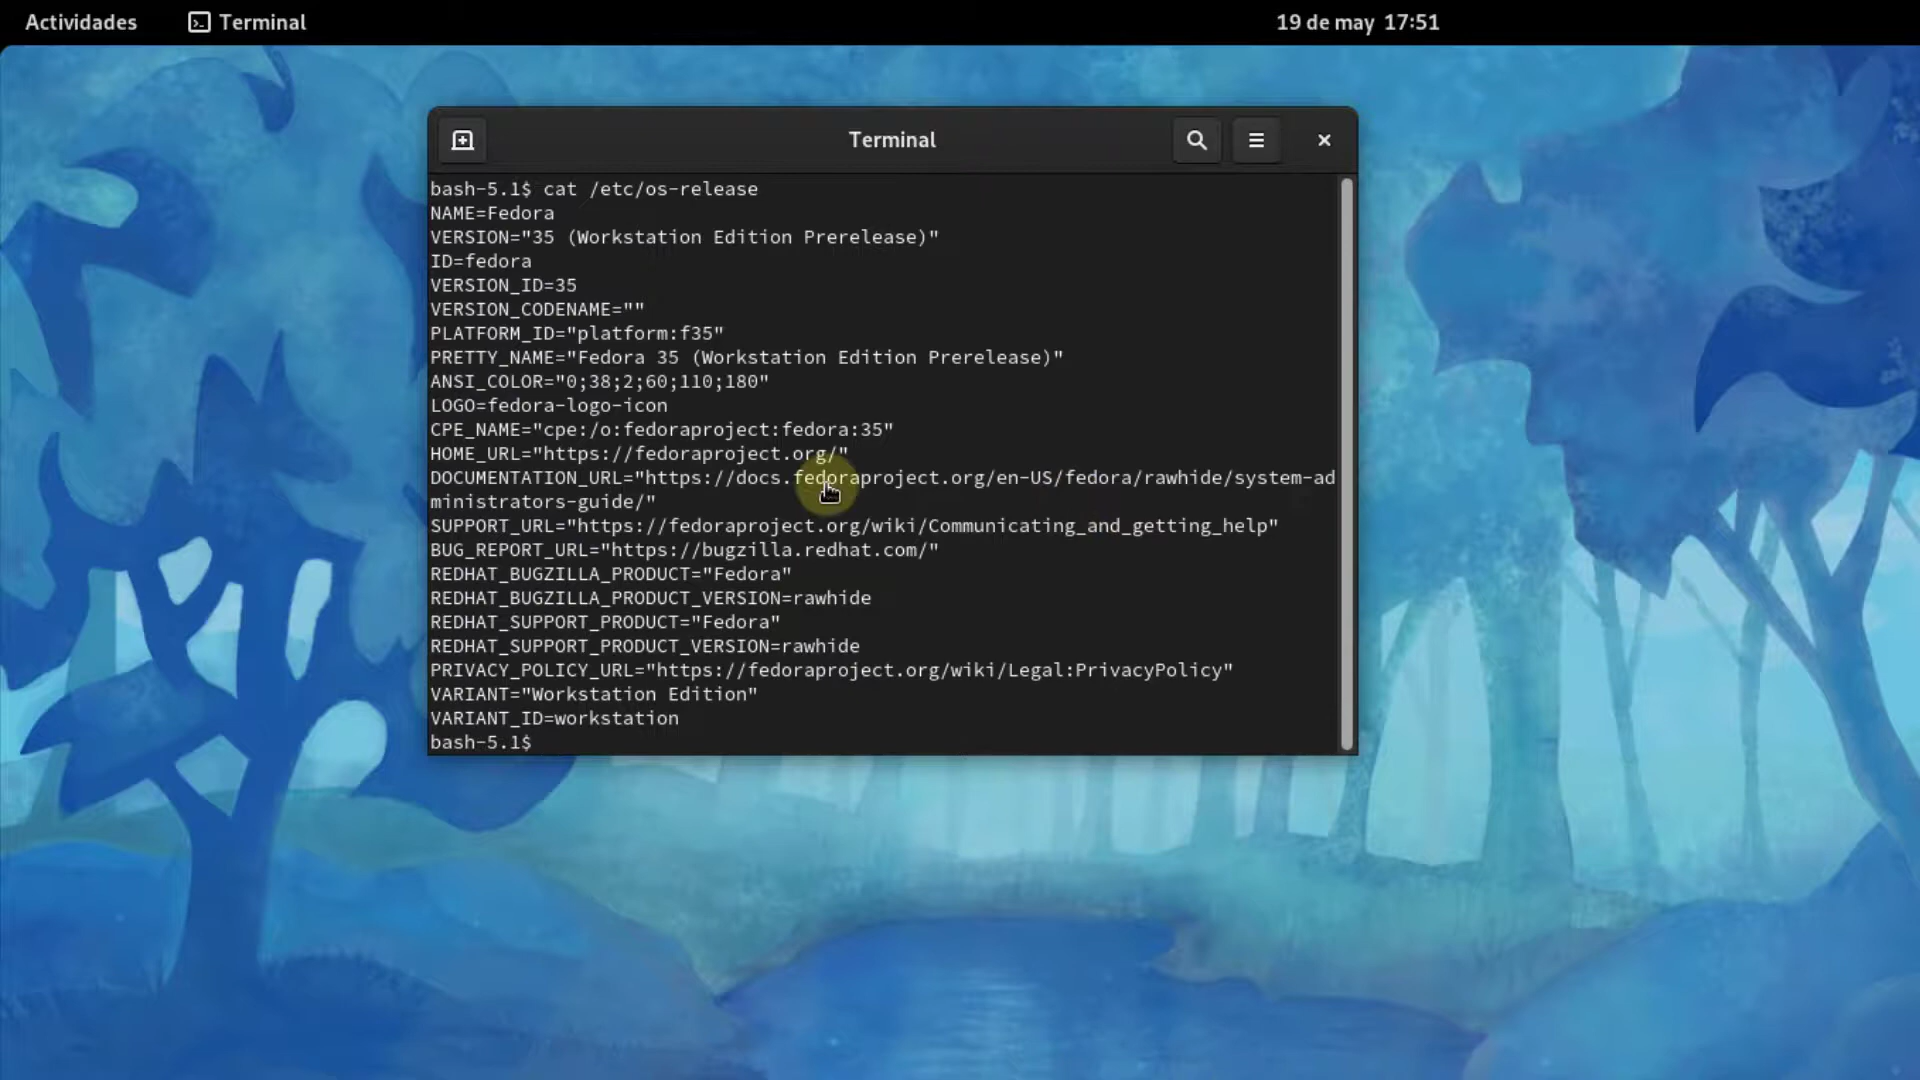 Actividades
Terminal
19 de may 17:51
Terminal
bash-5.1$ cat /etc/os-release
NAME=Fedora
VERSION="35 (Workstation Edition Prerelease)"
ID=fedora
VERSION_ID=35
VERSION_CODENAME=""
PLATFORM_ID="platform:f35"
PRETTY_NAME="Fedora 35 (Workstation Edition Prerelease)"
ANSI_COLOR="0;38;2;60;110;180"
LOGO=fedora-logo-icon
CPE_NAME="cpe:/o:fedoraproject:fedora:35"
HOME_URL="https://fedoraproject.org/"
DOCUMENTATION_URL="https://docs.fedoraproject.org/en-US/fedora/rawhide/system-ad
ministrators-guide/"
SUPPORT_URL="https://fedoraproject.org/wiki/Communicating_and_getting_help"
BUG_REPORT_URL="https://bugzilla.redhat.com/"
REDHAT_BUGZILLA_PRODUCT="Fedora"
REDHAT_BUGZILLA_PRODUCT_VERSION=rawhide
REDHAT_SUPPORT_PRODUCT="Fedora"
REDHAT_SUPPORT_PRODUCT_VERSION=rawhide
PRIVACY_POLICY_URL="https://fedoraproject.org/wiki/Legal:PrivacyPolicy"
VARIANT="Workstation Edition"
VARIANT_ID=workstation
bash-5.1$